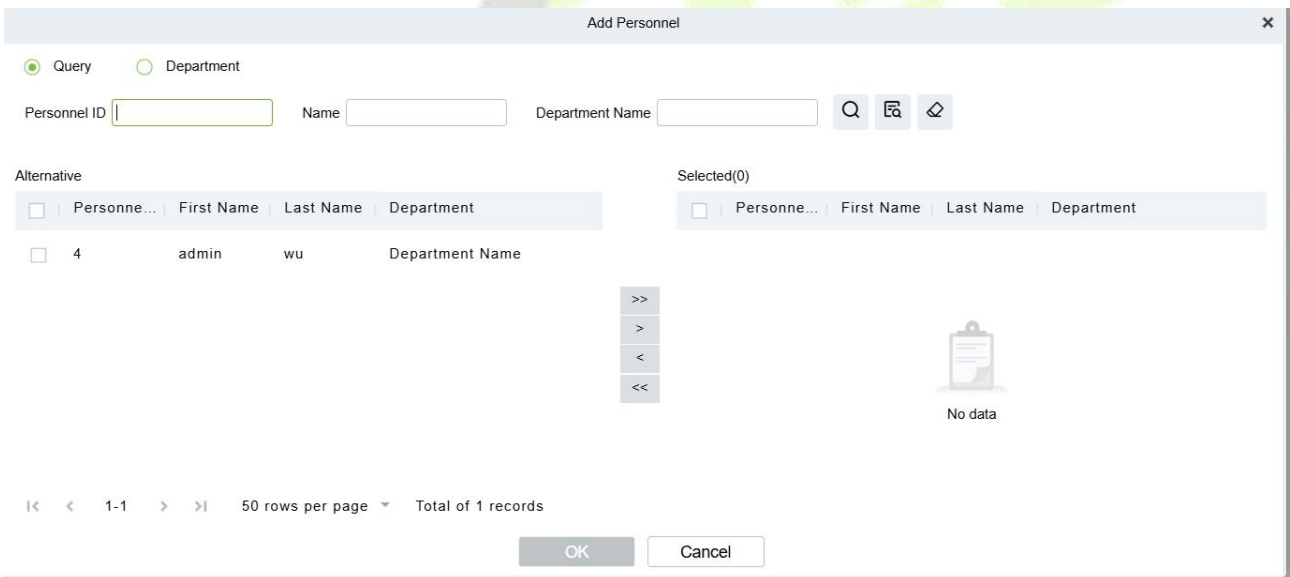 Add Personnel ×
Query Department
Personnel ID Name Department Name
Alternative Selected(0)
Personne... First Name Last Name Department Personne... First Name Last Name Department
4 admin wu Department Name
>>
>
<
<<
No data
|< < 1-1 > >| 50 rows per page Total of 1 records
OK Cancel